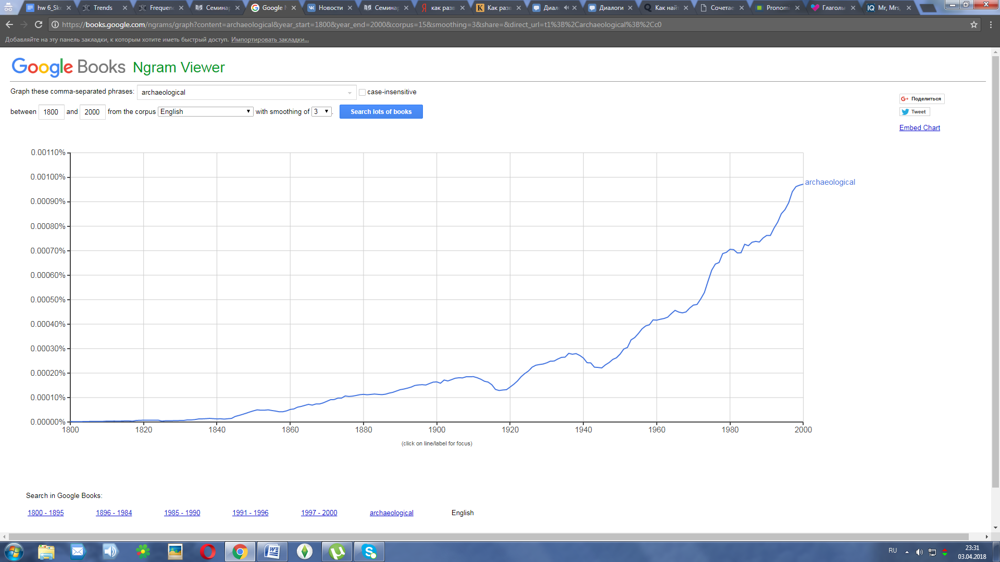 hw 6_Ske
Trends
Frequenc
Семинар
Google N
Новости
Семинар
как разв
Как разв
Диал
Диалоги
Как най
Сочетае
Pronomi
Глаголы
Mr, Mrs,
https://books.google.com/ngrams/graph?content=archaeological&year_start=1800&year_end=2000&corpus=15&smoothing=3&share=&direct_url=t1%3B%2Carchaeological%3B%2Cc0
Добавляйте на эту панель закладки, к которым хотите иметь быстрый доступ. Импортировать закладки...
Google Books Ngram Viewer
Graph these comma-separated phrases: archaeological case-insensitive
between 1800 and 2000 from the corpus English with smoothing of 3 . Search lots of books
G+ Поделиться
Tweet
Embed Chart
0.00110%
0.00100%
archaeological
0.00090%
0.00080%
0.00070%
0.00060%
0.00050%
0.00040%
0.00030%
0.00020%
0.00010%
0.00000%
1800 1820 1840 1860 1880 1900 1920 1940 1960 1980 2000
(click on line/label for focus)
Search in Google Books:
1800 - 1895 1896 - 1984 1985 - 1990 1991 - 1996 1997 - 2000 archaeological English
RU
23:31
03.04.2018